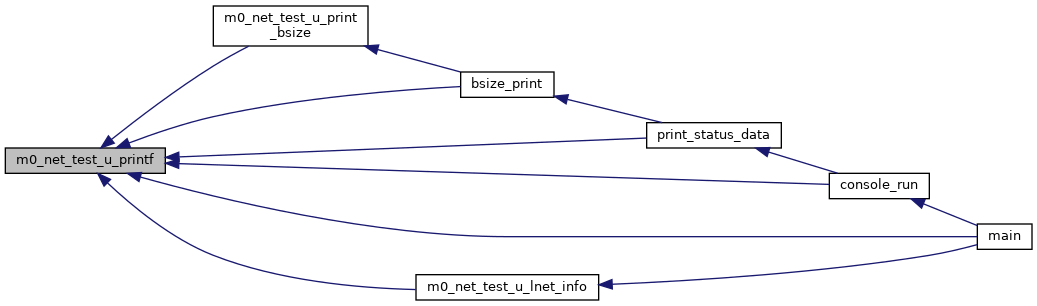 m0_net_test_u_print
_bsize
bsize_print
print_status_data
m0_net_test_u_printf
console_run
main
m0_net_test_u_lnet_info